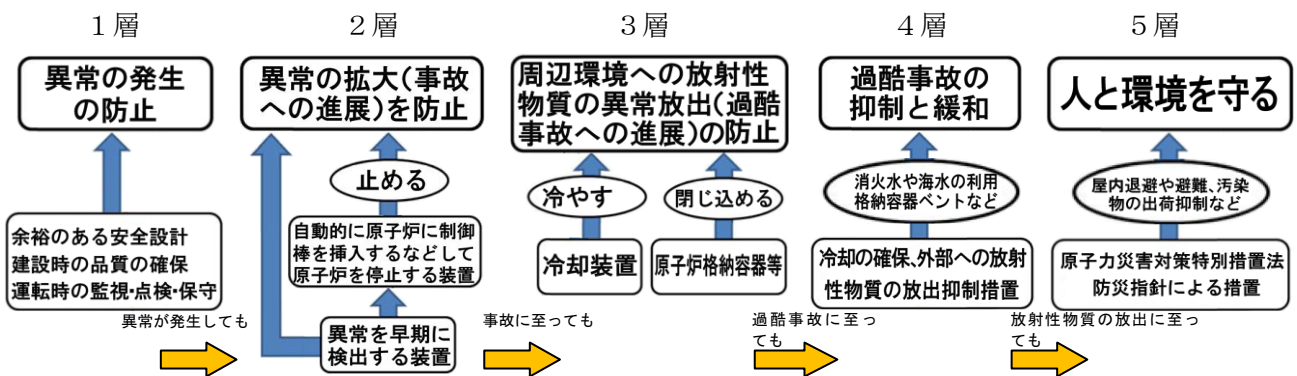 1層
異常の発生
の防止
余裕のある安全設計
建設時の品質の確保
運転時の監視・点検・保守
異常が発生しても
2層
異常の拡大(事故
への進展)を防止
止める
自動的に原子炉に制御
棒を挿入するなどして
原子炉を停止する装置
異常を早期に
検出する装置
事故に至っても
3層
周辺環境への放射性
物質の異常放出(過酷
事故への進展)の防止
冷やす
閉じ込める
冷却装置
原子炉格納容器等
過酷事故に至っ
ても
4層
過酷事故の
抑制と緩和
消火水や海水の利用
格納容器ベントなど
冷却の確保、外部への放射
性物質の放出抑制措置
放射性物質の放出に至っ
ても
5層
人と環境を守る
屋内退避や避難、汚染
物の出荷抑制など
原子力災害対策特別措置法
防災指針による措置